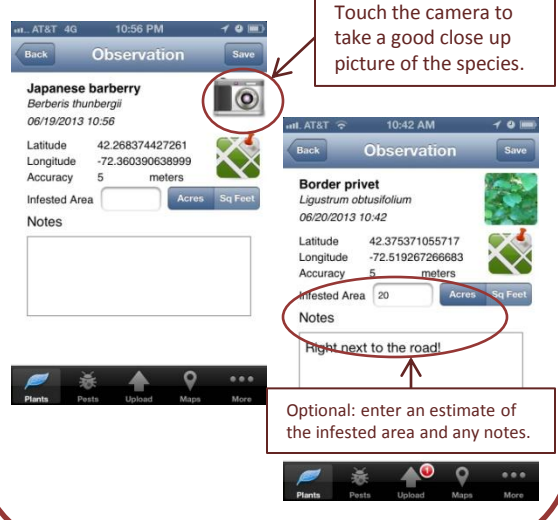 Touch the camera to
take a good close up
picture of the species.
AT&T 4G 10:56 PM
Back Observation Save
Japanese barberry
Berberis thunbergii
06/19/2013 10:56
Latitude 42.268374427261
Longitude -72.360390638999
Accuracy 5 meters
Infested Area Acres Sq Feet
Notes
Plants Pests Upload Maps More
AT&T 10:42 AM
Back Observation Save
Border privet
Ligustrum obtusifolium
06/20/2013 10:42
Latitude 42.375371055717
Longitude -72.519267266683
Accuracy 5 meters
Infested Area 20 Acres Sq Feet
Notes
Right next to the road!
Optional: enter an estimate of
the infested area and any notes.
1
Plants Pests Upload Maps More